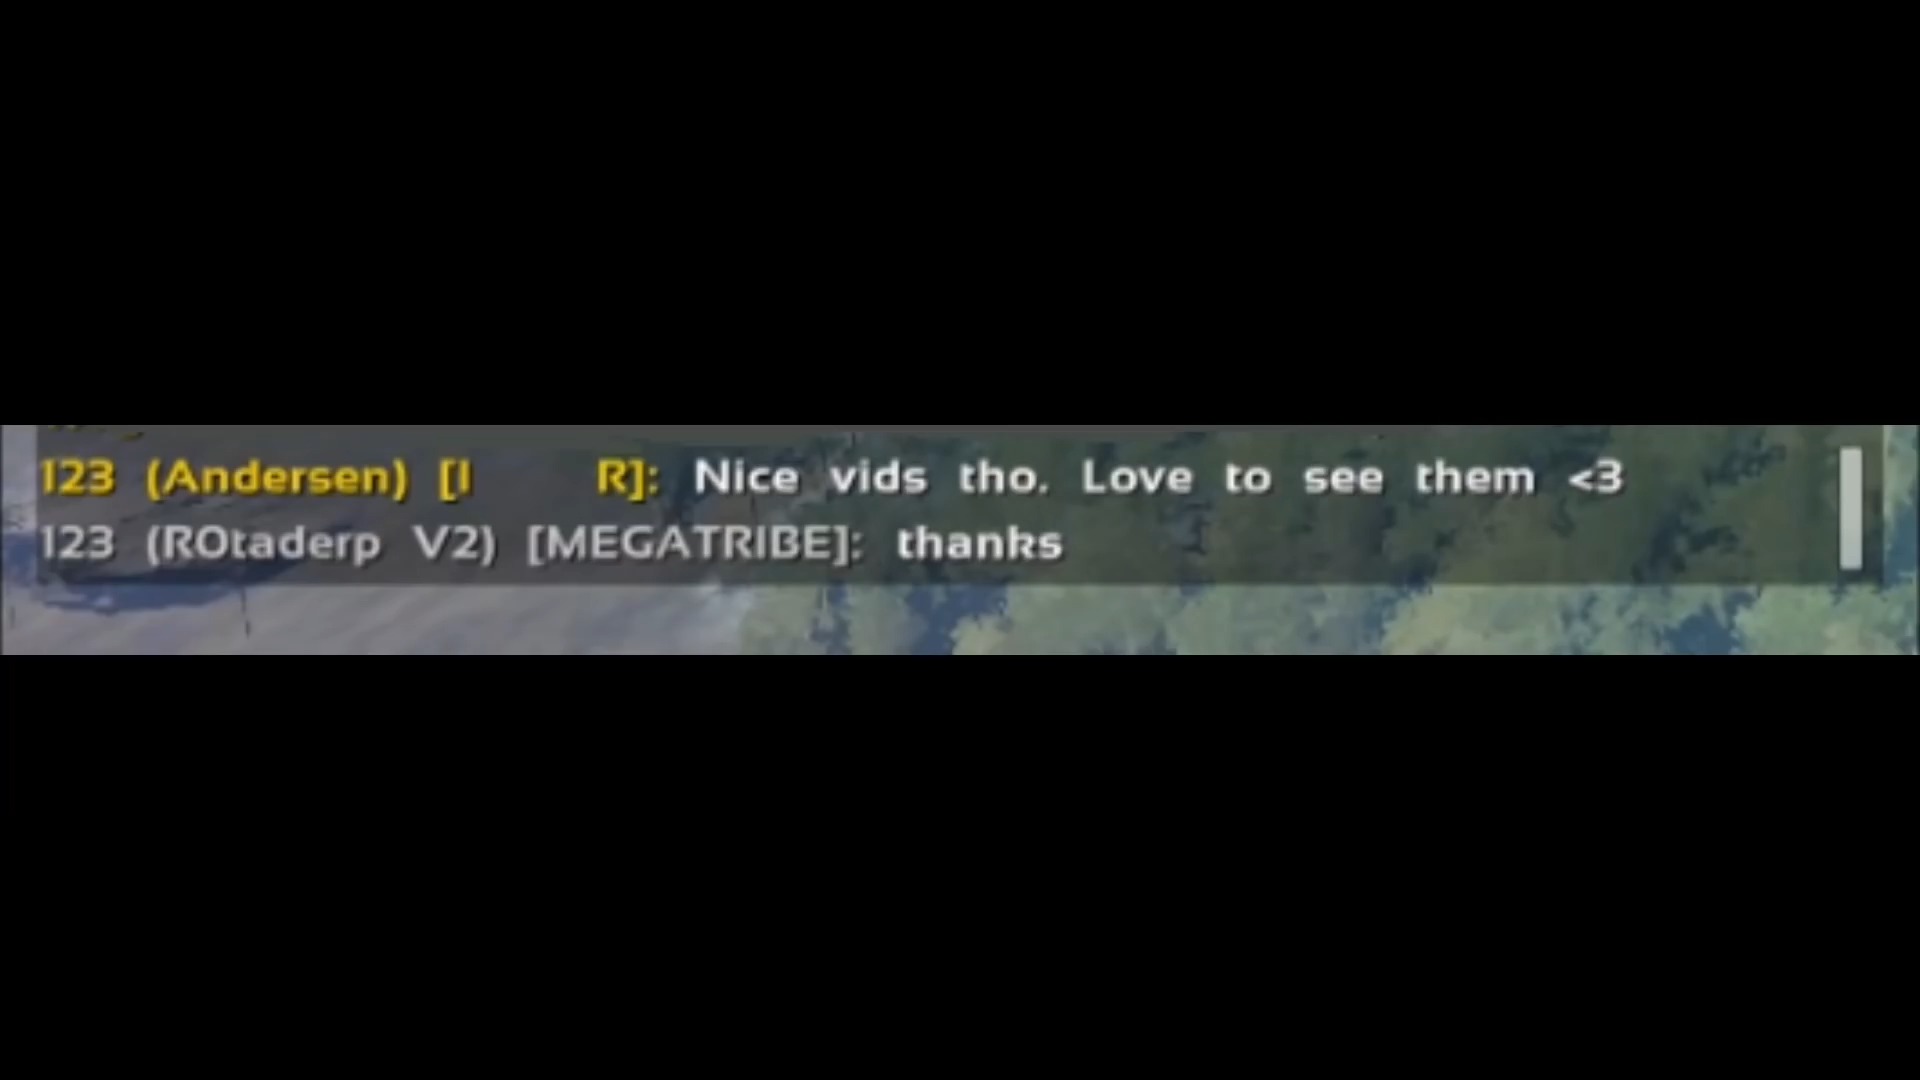 123 (Andersen) [I R]: Nice vids tho. Love to see them <3
123 (ROtaderp V2) [MEGATRIBE]: thanks